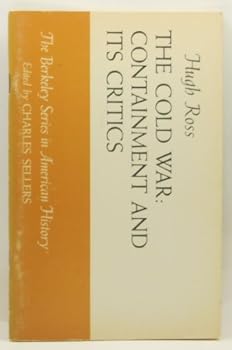 Hugh Ross
THE COLD WAR:
CONTAINMENT AND
ITS CRITICS
The Berkeley Series in American History
Edited by CHARLES SELLERS